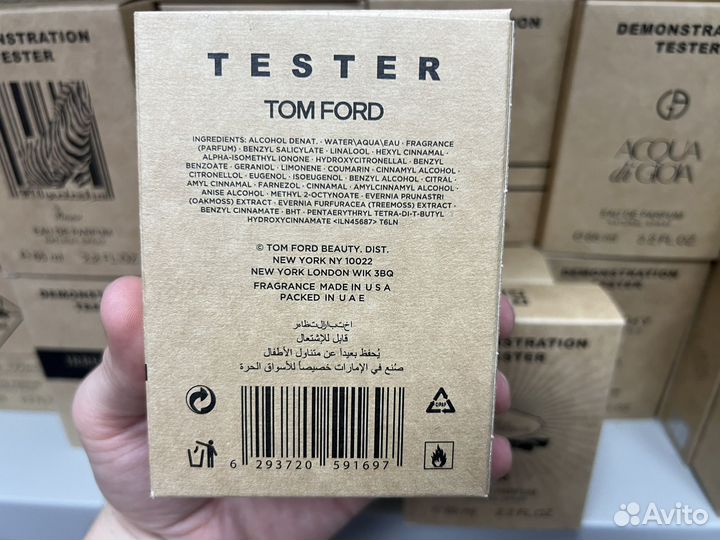 TESTER
TOM FORD
INGREDIENTS: ALCOHOL DENAT. · WATER\AQUA\EAU · FRAGRANCE
(PARFUM) · BENZYL SALICYLATE · LINALOOL · HEXYL CINNAMAL ·
ALPHA-ISOMETHYL IONONE · HYDROXYCITRONELLAL · BENZYL
BENZOATE · GERANIOL · LIMONENE · COUMARIN · CINNAMYL ALCOHOL ·
CITRONELLOL · EUGENOL · ISOEUGENOL · BENZYL ALCOHOL · CITRAL ·
AMYL CINNAMAL · FARNEZOL · CINNAMAL · AMYLCINNAMYL ALCOHOL ·
ANISE ALCOHOL · METHYL 2-OCTYNOATE · EVERNIA PRUNASTRI
(OAKMOSS) EXTRACT · EVERNIA FURFURACEA (TREEMOSS) EXTRACT ·
BENZYL CINNAMATE · BHT · PENTAERYTHRYL TETRA-DI-T-BUTYL
HYDROXYCINNAMATE <ILN45687> T6LN
© TOM FORD BEAUTY. DIST.
NEW YORK NY 10022
NEW YORK LONDON WIK 3BQ
FRAGRANCE MADE IN U S A
PACKED IN U A E
قابل للإشتعال
يُحفظ بعيداً عن متناول الأطفال
صُنع في الإمارات خصيصاً للأسواق الحرة
6 293720 591697
DEMONSTRATION
TESTER
ACQUA
di GIOIA
EAU DE PARFUM
DEMONSTRATION
TESTER
Avito